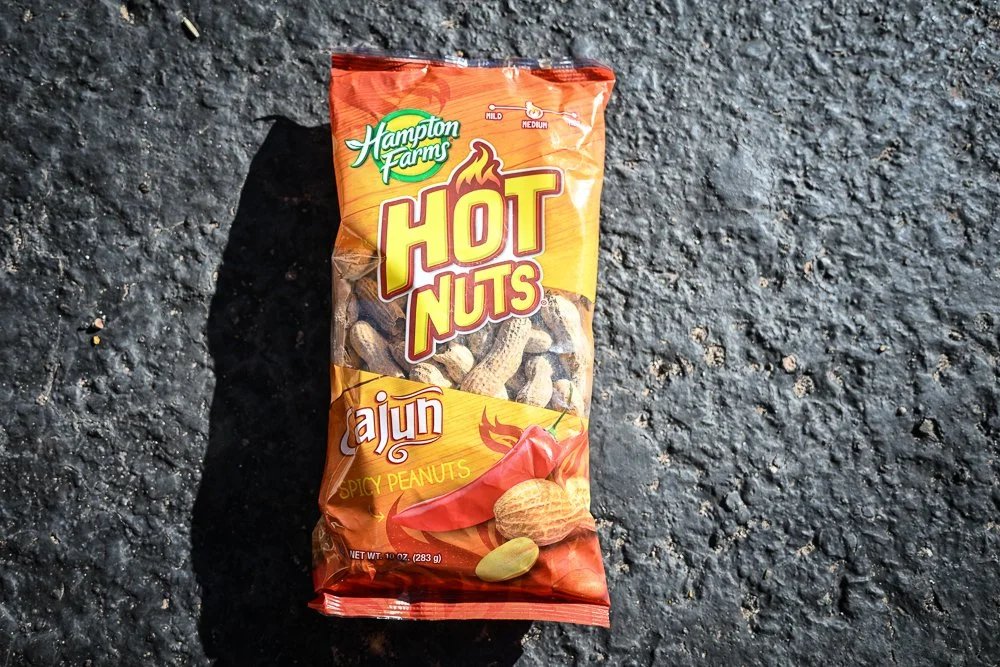 Hampton
Farms
MILD
MEDIUM
HOT
NUTS
Cajun
SPICY PEANUTS
NET WT. 10 OZ. (283 g)